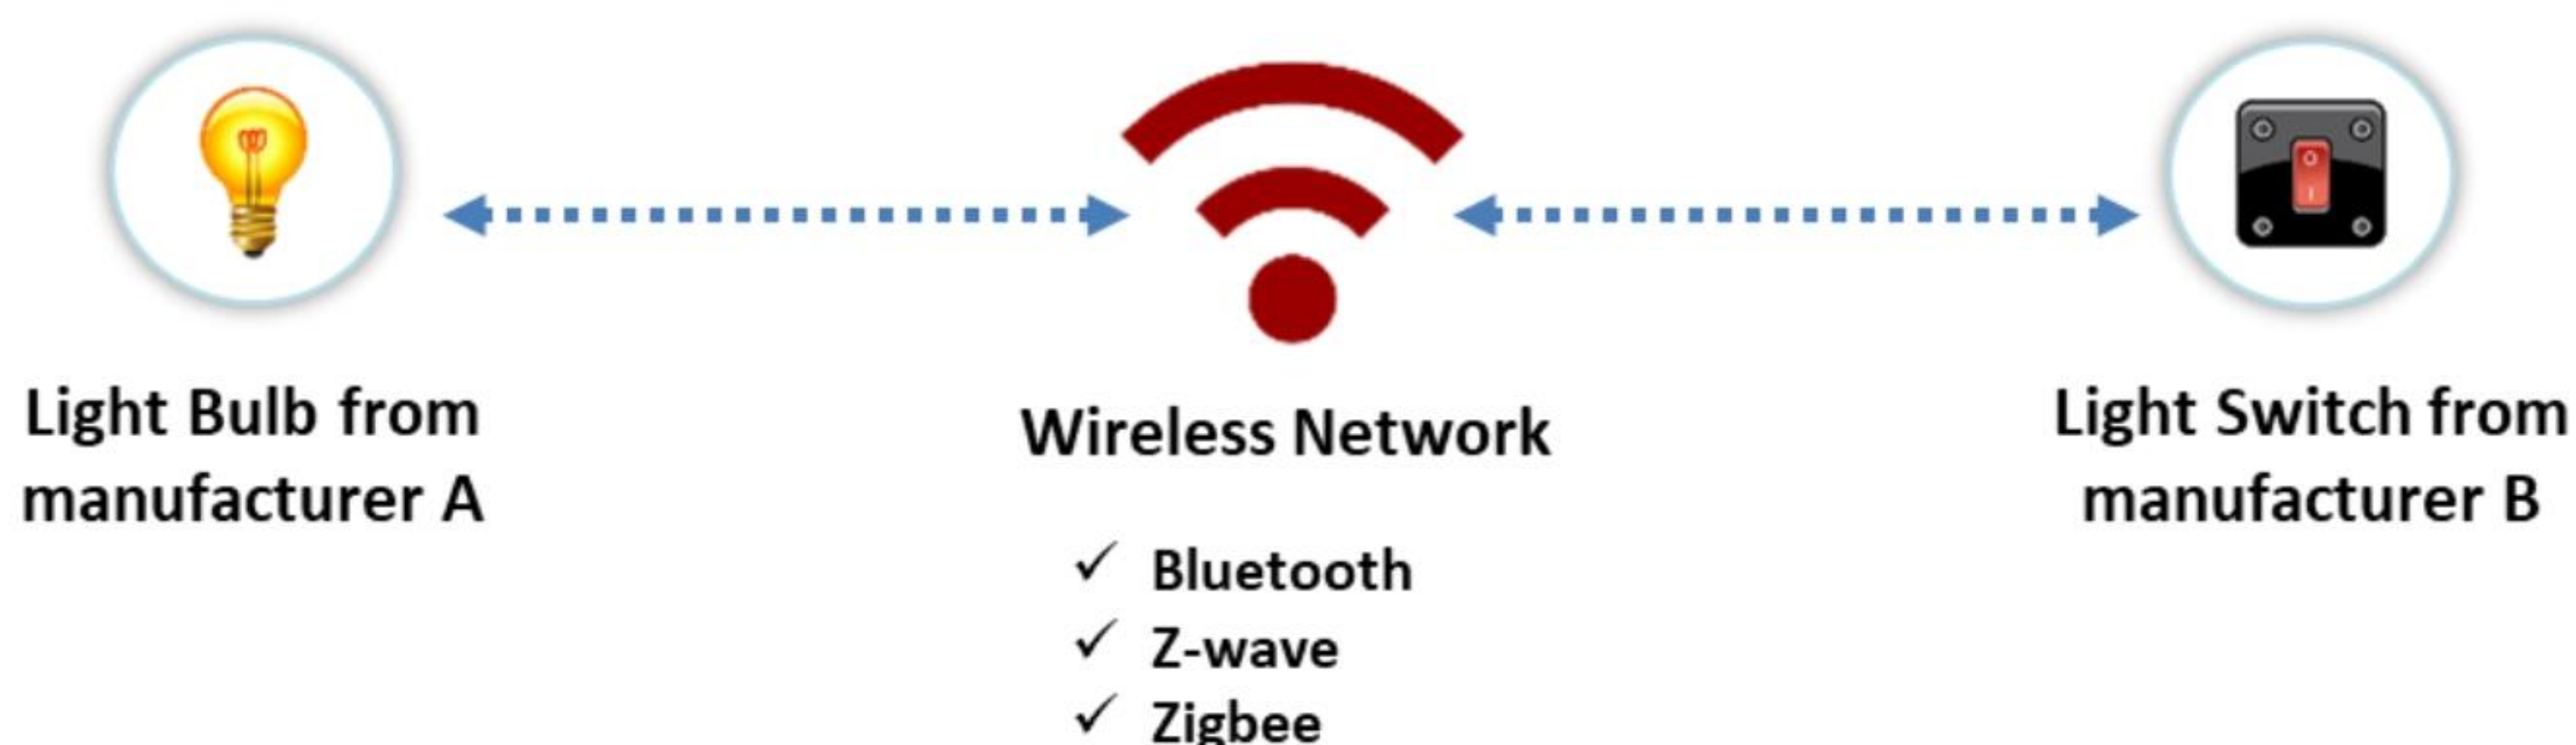 Light Bulb from
manufacturer A
Wireless Network
✓ Bluetooth
✓ Z-wave
✓ Zigbee
Light Switch from
manufacturer B